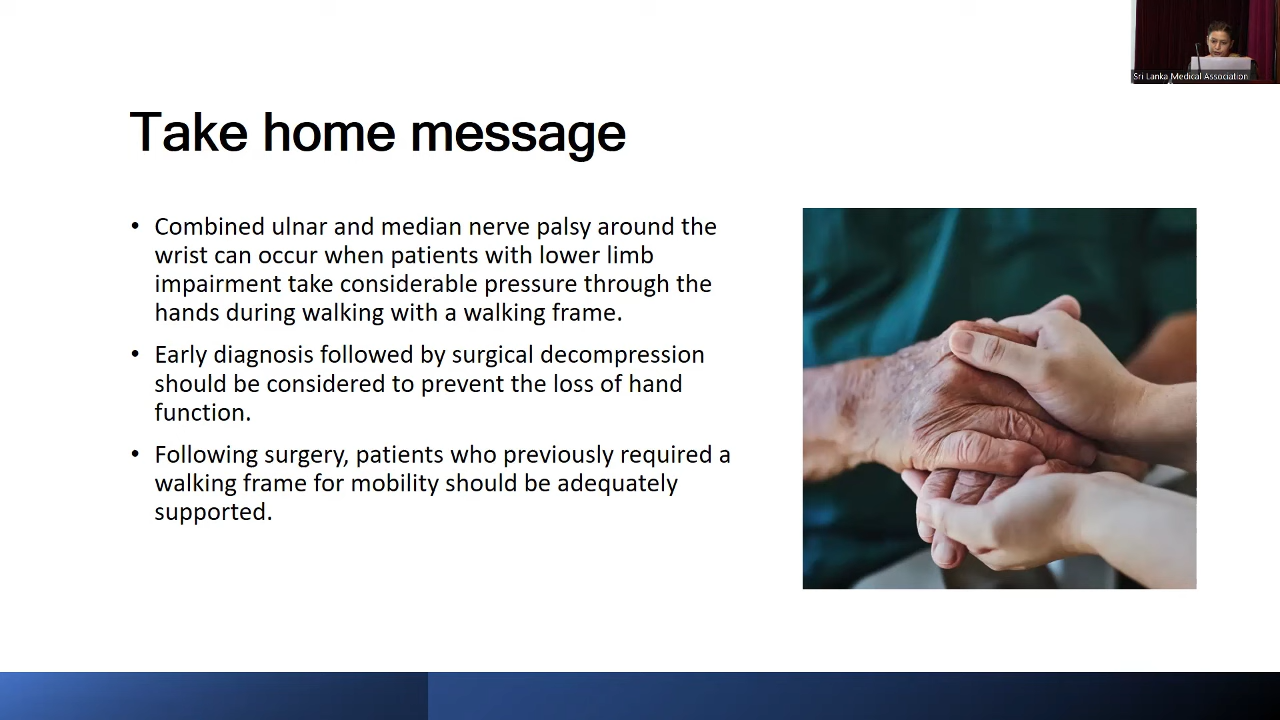 Sri Lanka Medical Association
Take home message
• Combined ulnar and median nerve palsy around the
wrist can occur when patients with lower limb
impairment take considerable pressure through the
hands during walking with a walking frame.
• Early diagnosis followed by surgical decompression
should be considered to prevent the loss of hand
function.
• Following surgery, patients who previously required a
walking frame for mobility should be adequately
supported.